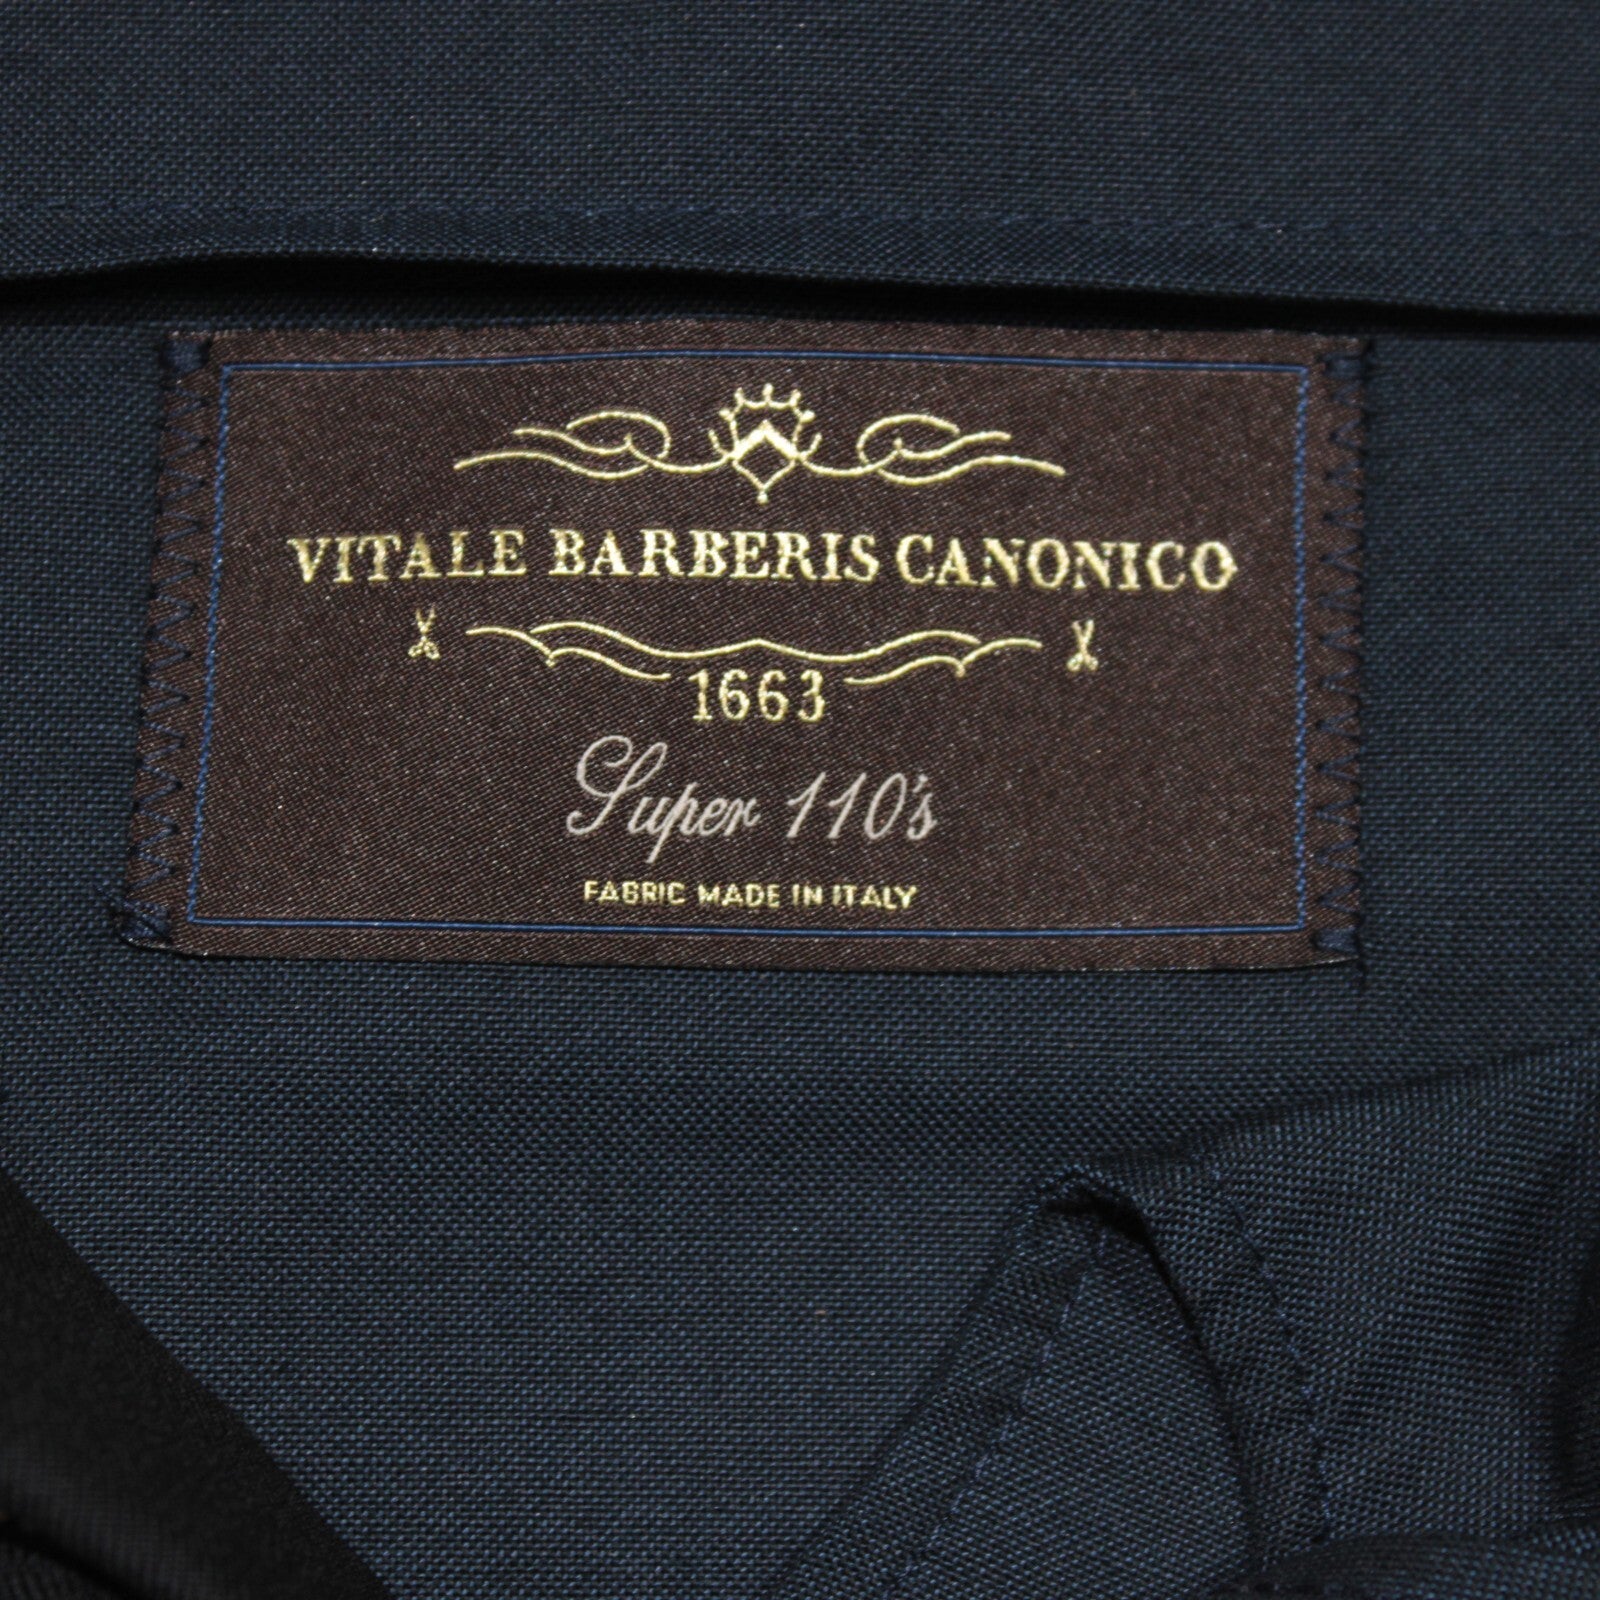 VITALE BARBERIS CANONICO
1663
Super 110's
FABRIC MADE IN ITALY